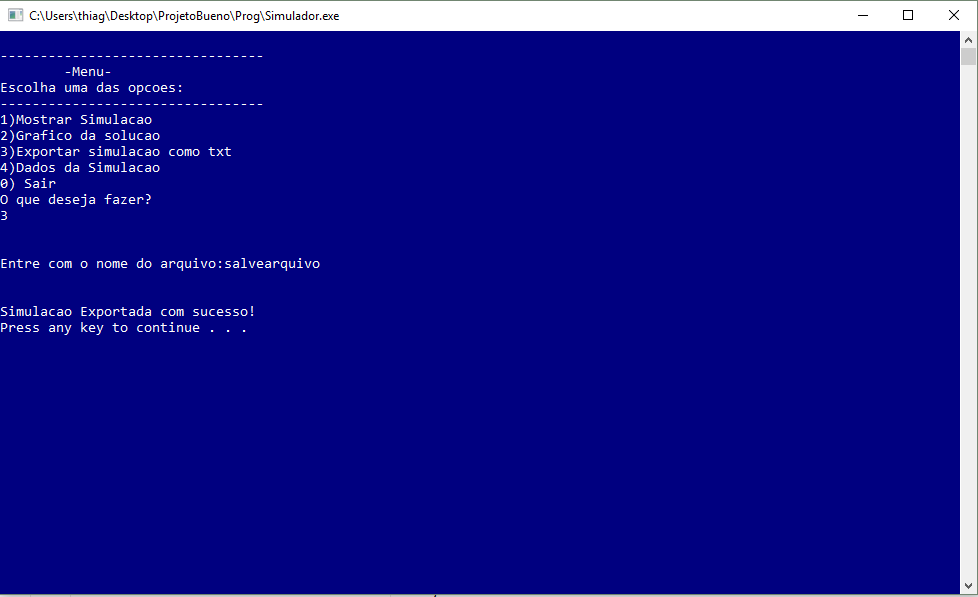 C:\Users\thiag\Desktop\ProjetoBueno\Prog\Simulador.exe
---------------------------------
-Menu-
Escolha uma das opcoes:
---------------------------------
1)Mostrar Simulacao
2)Grafico da solucao
3)Exportar simulacao como txt
4)Dados da Simulacao
0) Sair
O que deseja fazer?
3
Entre com o nome do arquivo:salvearquivo
Simulacao Exportada com sucesso!
Press any key to continue . . .